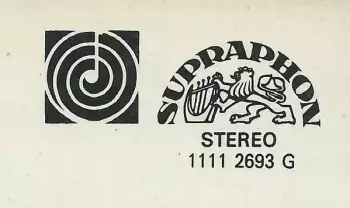 SUPRAPHON
STEREO
1111 2693 G